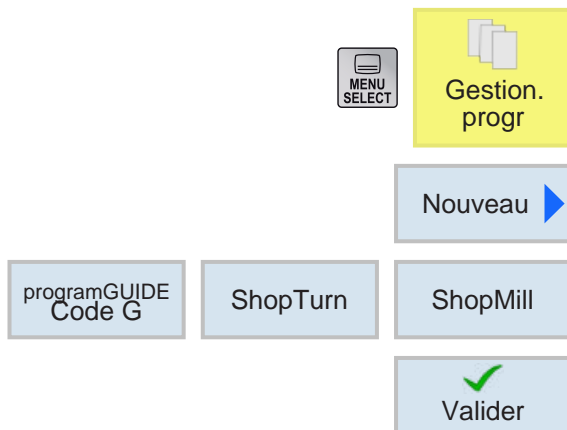 MENU
SELECT
Gestion.
progr
Nouveau
programGUIDE
Code G
ShopTurn
ShopMill
Valider